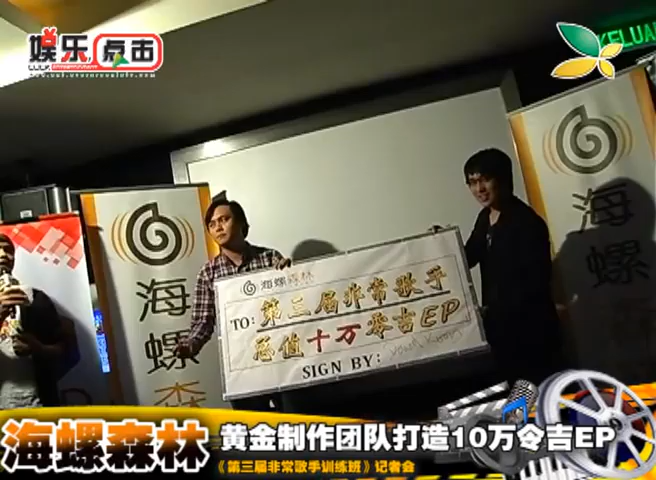 娱乐点击
KELUAR
海螺
海螺森
海螺森林
TO: 第三届非常歌手
总值十万零吉EP
SIGN BY:
海螺森林
黄金制作团队打造10万令吉EP
《第三届非常歌手训练班》记者会